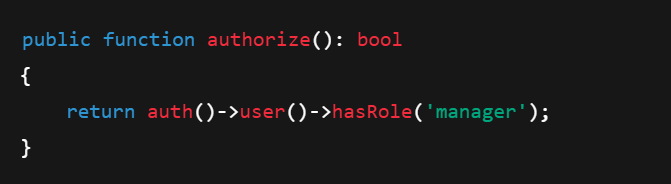 public function authorize(): bool
{
    return auth()->user()->hasRole('manager');
}